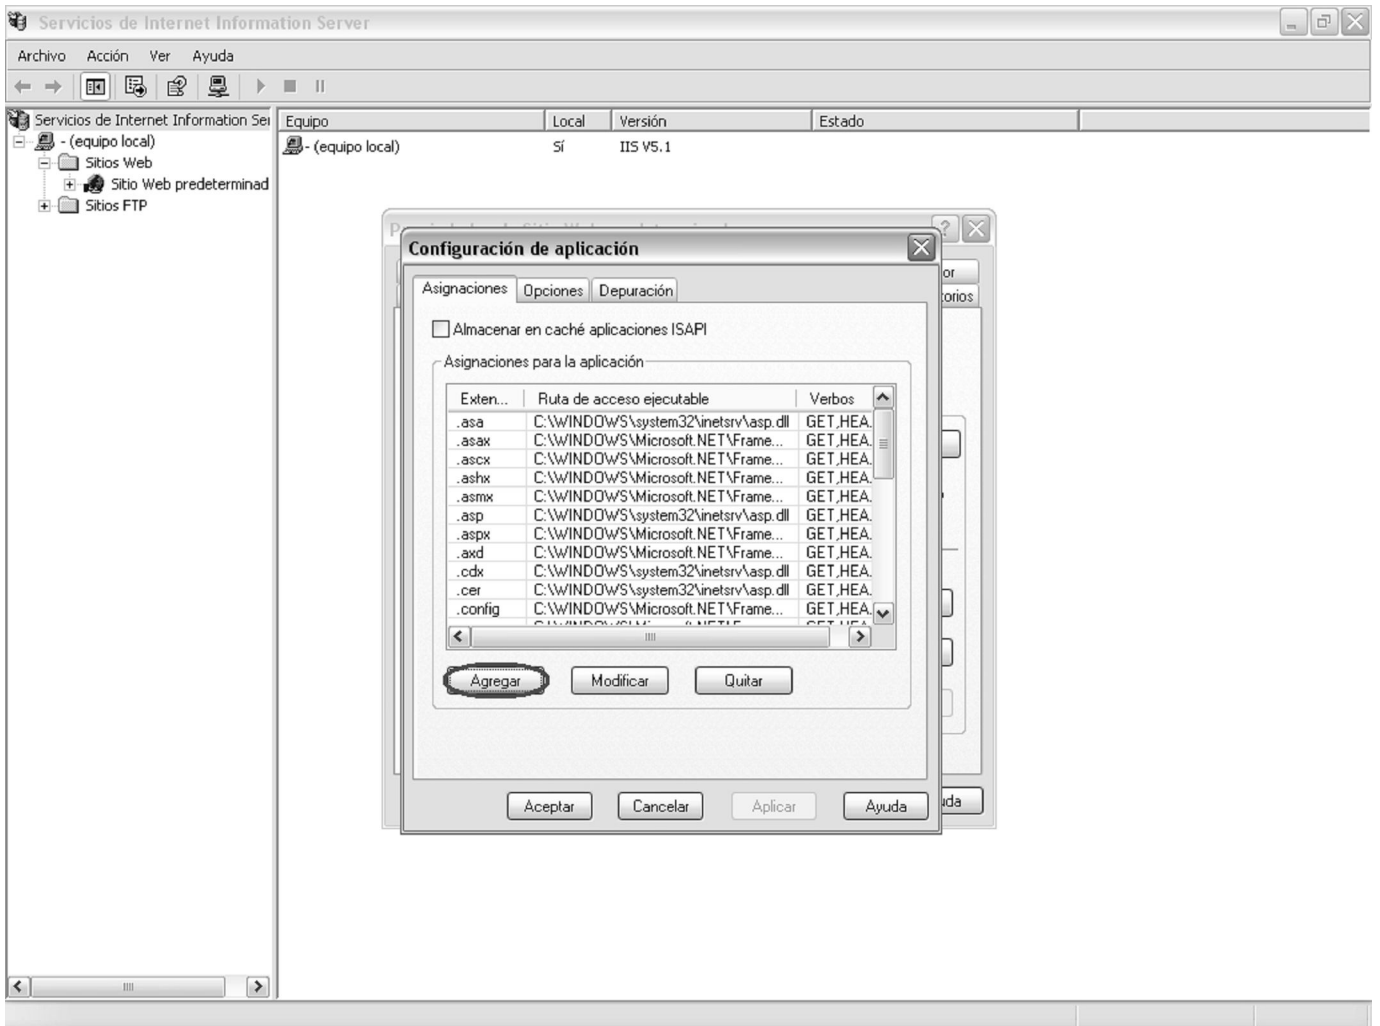 Servicios de Internet Information Server
Archivo Acción Ver Ayuda
Servicios de Internet Information Ser
- (equipo local)
Sitios Web
Sitio Web predeterminad
Sitios FTP
Equipo Local Versión Estado
- (equipo local) Sí IIS V5.1
Configuración de aplicación
or
torios
Asignaciones Opciones Depuración
Almacenar en caché aplicaciones ISAPI
Asignaciones para la aplicación
Exten... Ruta de acceso ejecutable Verbos
.asa C:\WINDOWS\system32\inetsrv\asp.dll GET,HEA.
.asax C:\WINDOWS\Microsoft.NET\Frame... GET,HEA.
.ascx C:\WINDOWS\Microsoft.NET\Frame... GET,HEA.
.ashx C:\WINDOWS\Microsoft.NET\Frame... GET,HEA.
.asmx C:\WINDOWS\Microsoft.NET\Frame... GET,HEA.
.asp C:\WINDOWS\system32\inetsrv\asp.dll GET,HEA.
.aspx C:\WINDOWS\Microsoft.NET\Frame... GET,HEA.
.axd C:\WINDOWS\Microsoft.NET\Frame... GET,HEA.
.cdx C:\WINDOWS\system32\inetsrv\asp.dll GET,HEA.
.cer C:\WINDOWS\system32\inetsrv\asp.dll GET,HEA.
.config C:\WINDOWS\Microsoft.NET\Frame... GET,HEA.
Agregar Modificar Quitar
Aceptar Cancelar Aplicar Ayuda
uda